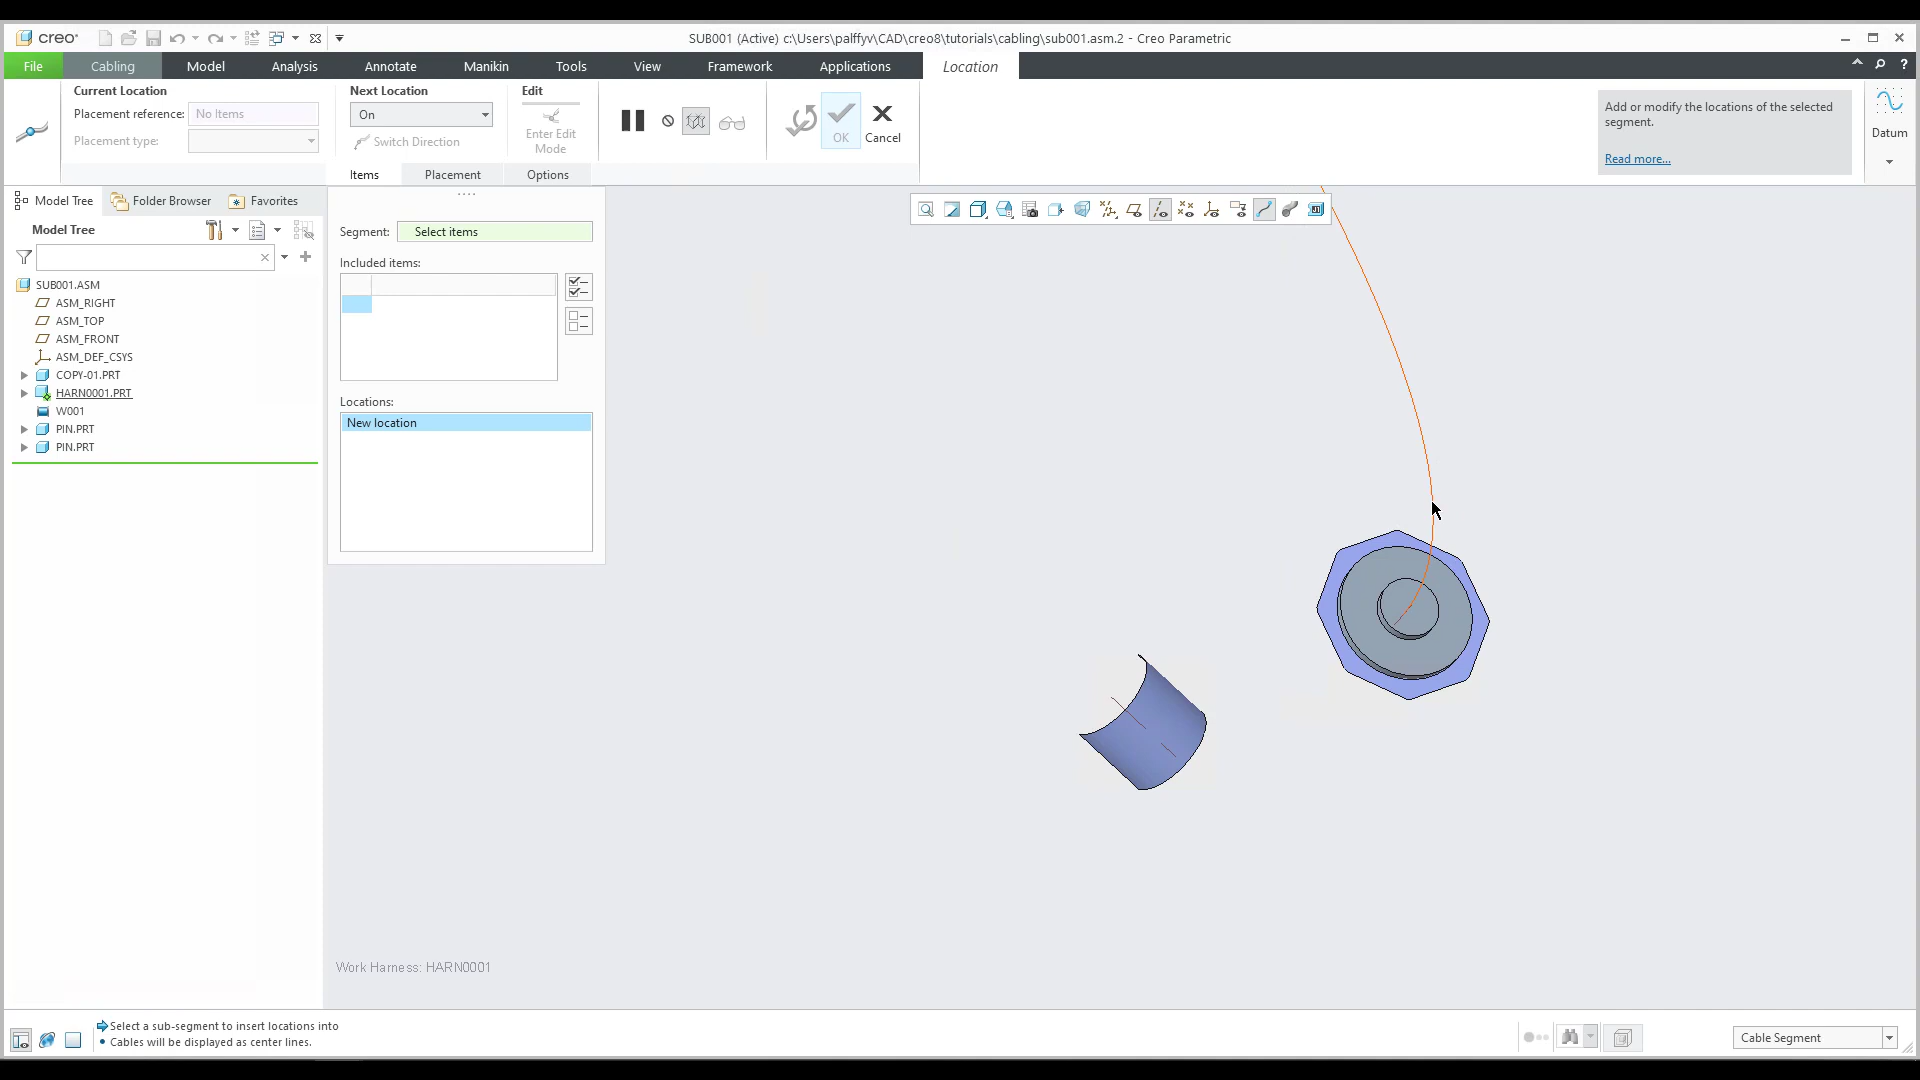 creo
SUB001 (Active) c:\Users\palffyv\CAD\creo8\tutorials\cabling\sub001.asm.2 - Creo Parametric
File Cabling Model Analysis Annotate Manikin Tools View Framework Applications Location
Current Location Next Location Edit
Placement reference: No Items On
Placement type: Switch Direction Enter Edit Mode
OK Cancel
Add or modify the locations of the selected
segment.
Read more...
Datum
Items Placement Options
Model Tree Folder Browser Favorites
Model Tree
SUB001.ASM
ASM_RIGHT
ASM_TOP
ASM_FRONT
ASM_DEF_CSYS
COPY-01.PRT
HARN0001.PRT
W001
PIN.PRT
PIN.PRT
Segment: Select items
Included items:
Locations:
New location
Work Harness: HARN0001
Select a sub-segment to insert locations into
Cables will be displayed as center lines.
Cable Segment